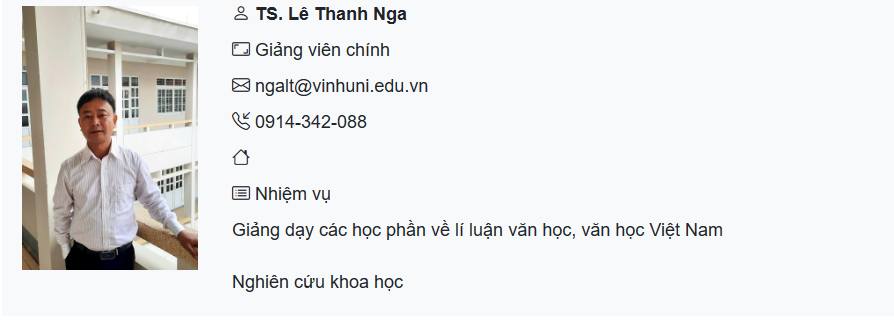 TS. Lê Thanh Nga
Giảng viên chính
ngalt@vinhuni.edu.vn
0914-342-088
Nhiệm vụ
Giảng dạy các học phần về lí luận văn học, văn học Việt Nam
Nghiên cứu khoa học